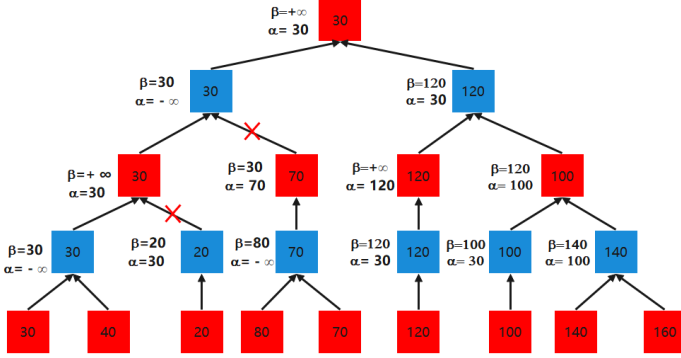 β=+∞
α= 30
30
β=30
α= - ∞
30
β=120
α= 30
120
β=+ ∞
α=30
30
β=30
α= 70
70
β=+∞
α= 120
120
β=120
α= 100
100
β=30
α= - ∞
30
β=20
α=30
20
β=80
α= - ∞
70
β=120
α= 30
120
β=100
α= 30
100
β=140
α= 100
140
30
40
20
80
70
120
100
140
160